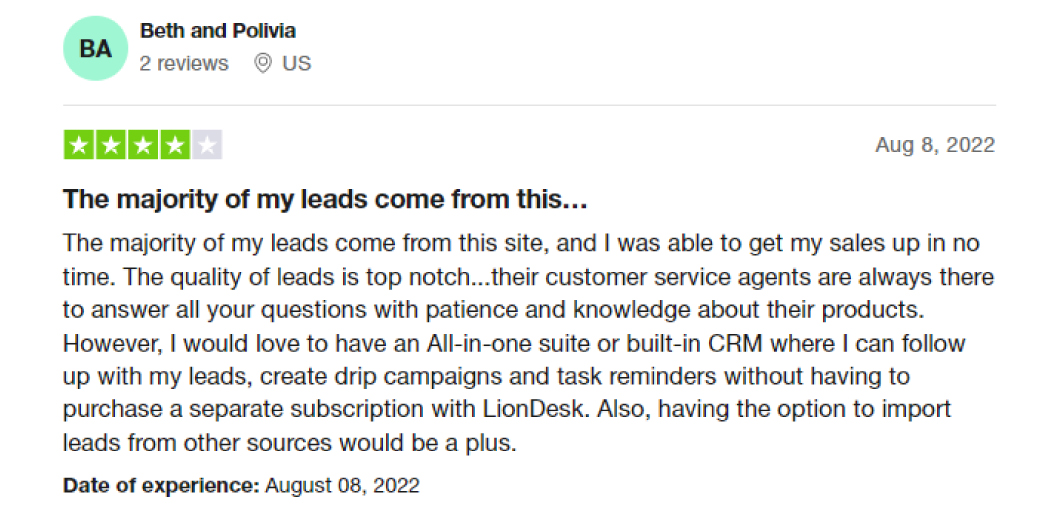 BA
Beth and Polivia
2 reviews US
Aug 8, 2022
The majority of my leads come from this...
The majority of my leads come from this site, and I was able to get my sales up in no
time. The quality of leads is top notch...their customer service agents are always there
to answer all your questions with patience and knowledge about their products.
However, I would love to have an All-in-one suite or built-in CRM where I can follow
up with my leads, create drip campaigns and task reminders without having to
purchase a separate subscription with LionDesk. Also, having the option to import
leads from other sources would be a plus.
Date of experience: August 08, 2022